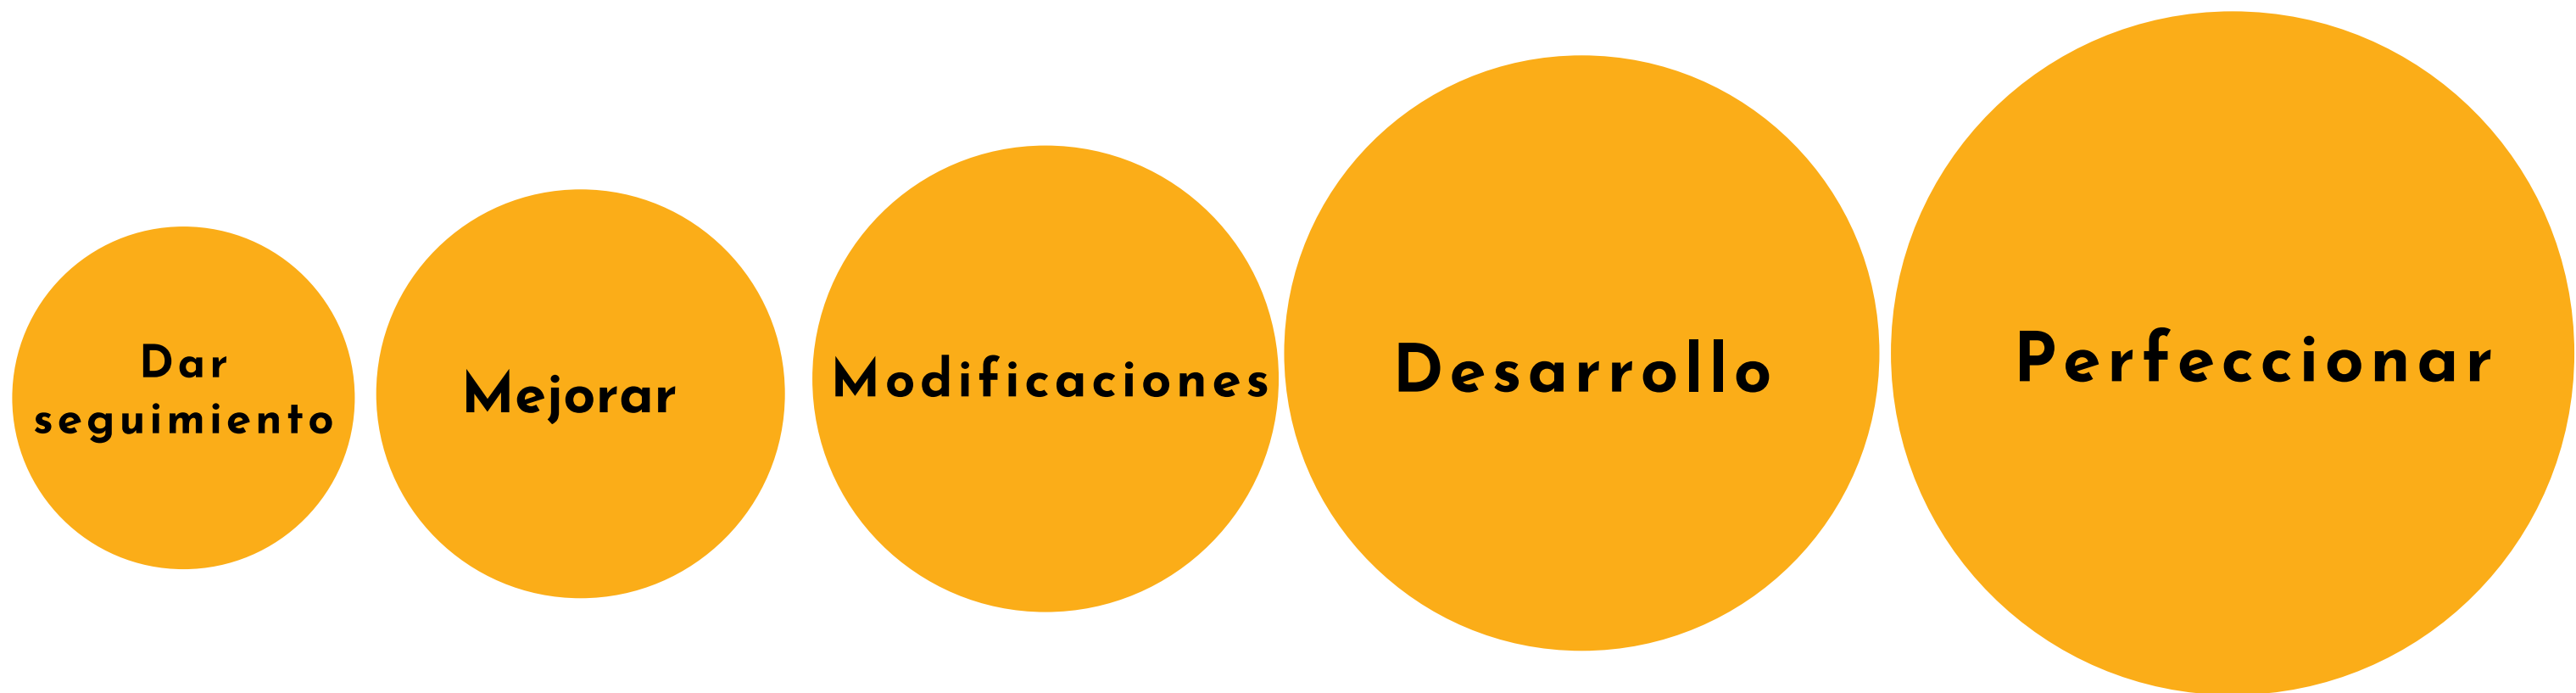 Dar
seguimiento
Mejorar
Modificaciones
Desarrollo
Perfeccionar